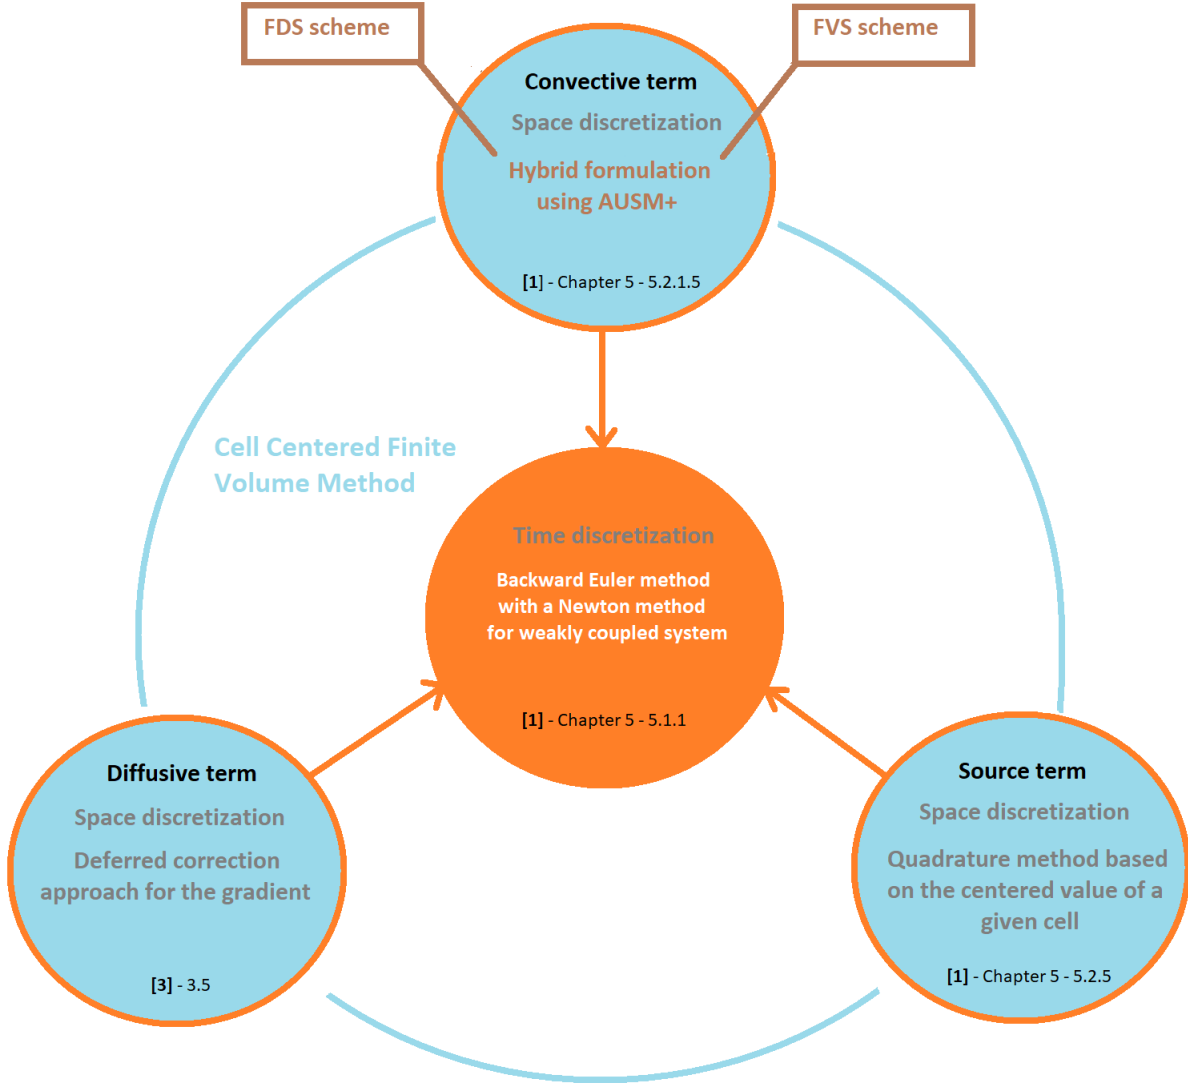 FDS scheme
FVS scheme
Convective term
Space discretization
Hybrid formulation
using AUSM+
[1] - Chapter 5 - 5.2.1.5
Cell Centered Finite
Volume Method
Time discretization
Backward Euler method
with a Newton method
for weakly coupled system
[1] - Chapter 5 - 5.1.1
Diffusive term
Space discretization
Deferred correction
approach for the gradient
[3] - 3.5
Source term
Space discretization
Quadrature method based
on the centered value of a
given cell
[1] - Chapter 5 - 5.2.5